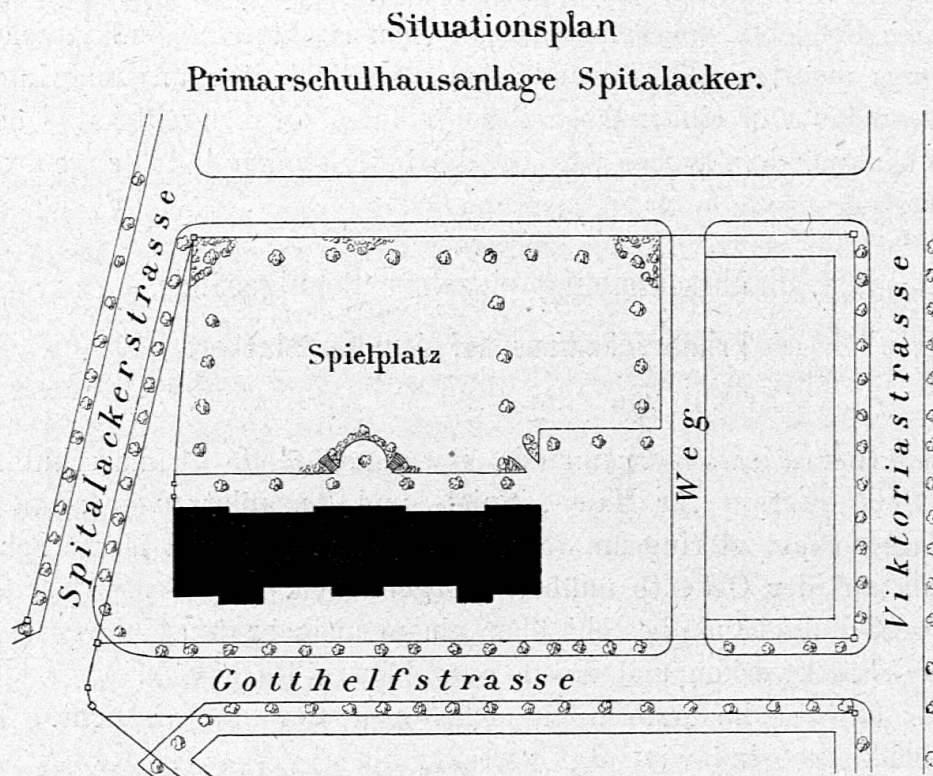 Situationsplan
Primarschulhausanlage Spitalacker.
Spitalackerstrasse
Spielplatz
Weg
Viktoriastrasse
Gotthelfstrasse